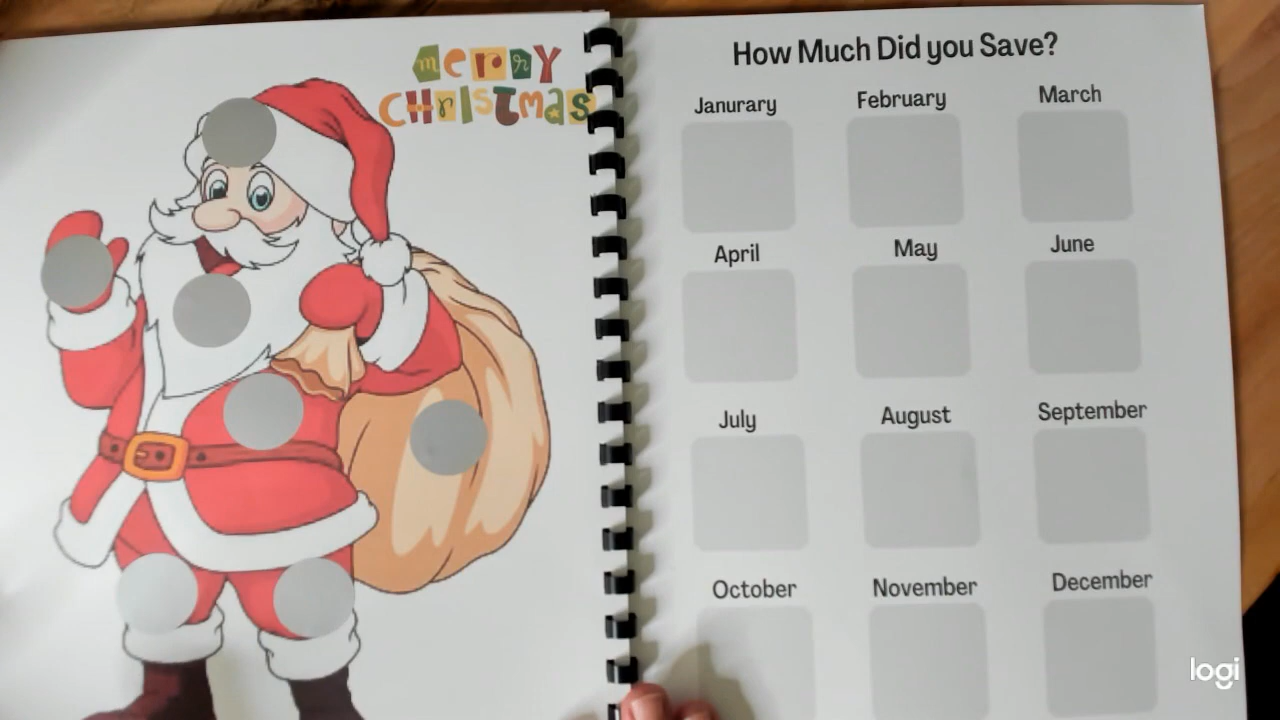 merry
christmas
How Much Did you Save?
Janurary February March
April May June
July August September
October November December
logi